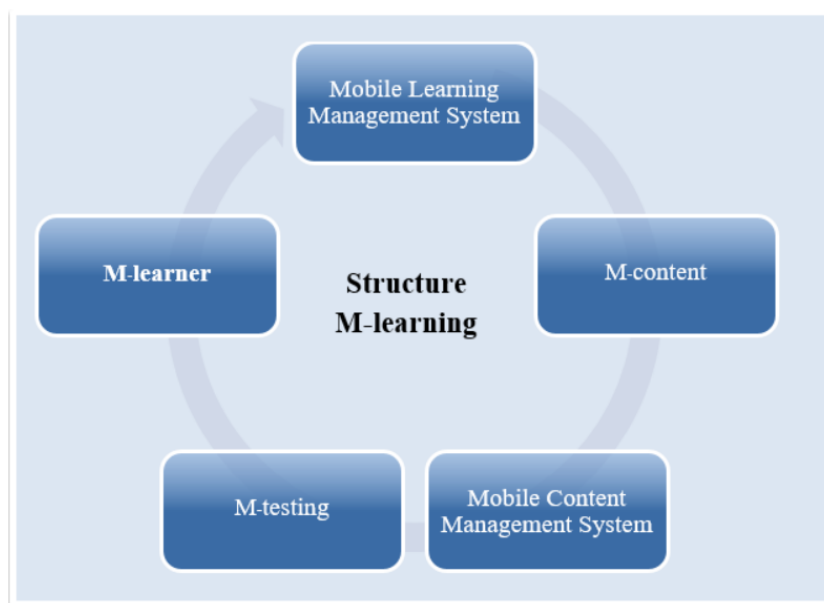 Mobile Learning
Management System
M-learner
Structure
M-learning
M-content
M-testing
Mobile Content
Management System